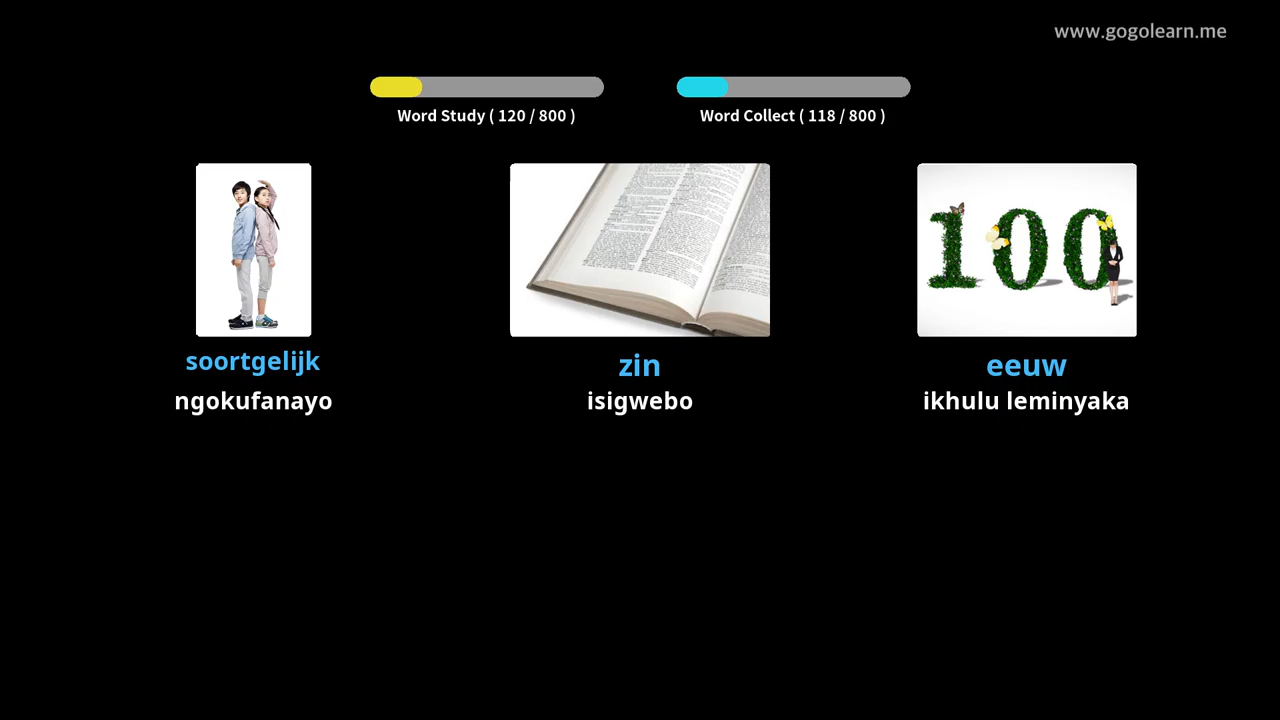 www.gogolearn.me
Word Study ( 120 / 800 )
Word Collect ( 118 / 800 )
soortgelijk
ngokufanayo
zin
isigwebo
eeuw
ikhulu leminyaka